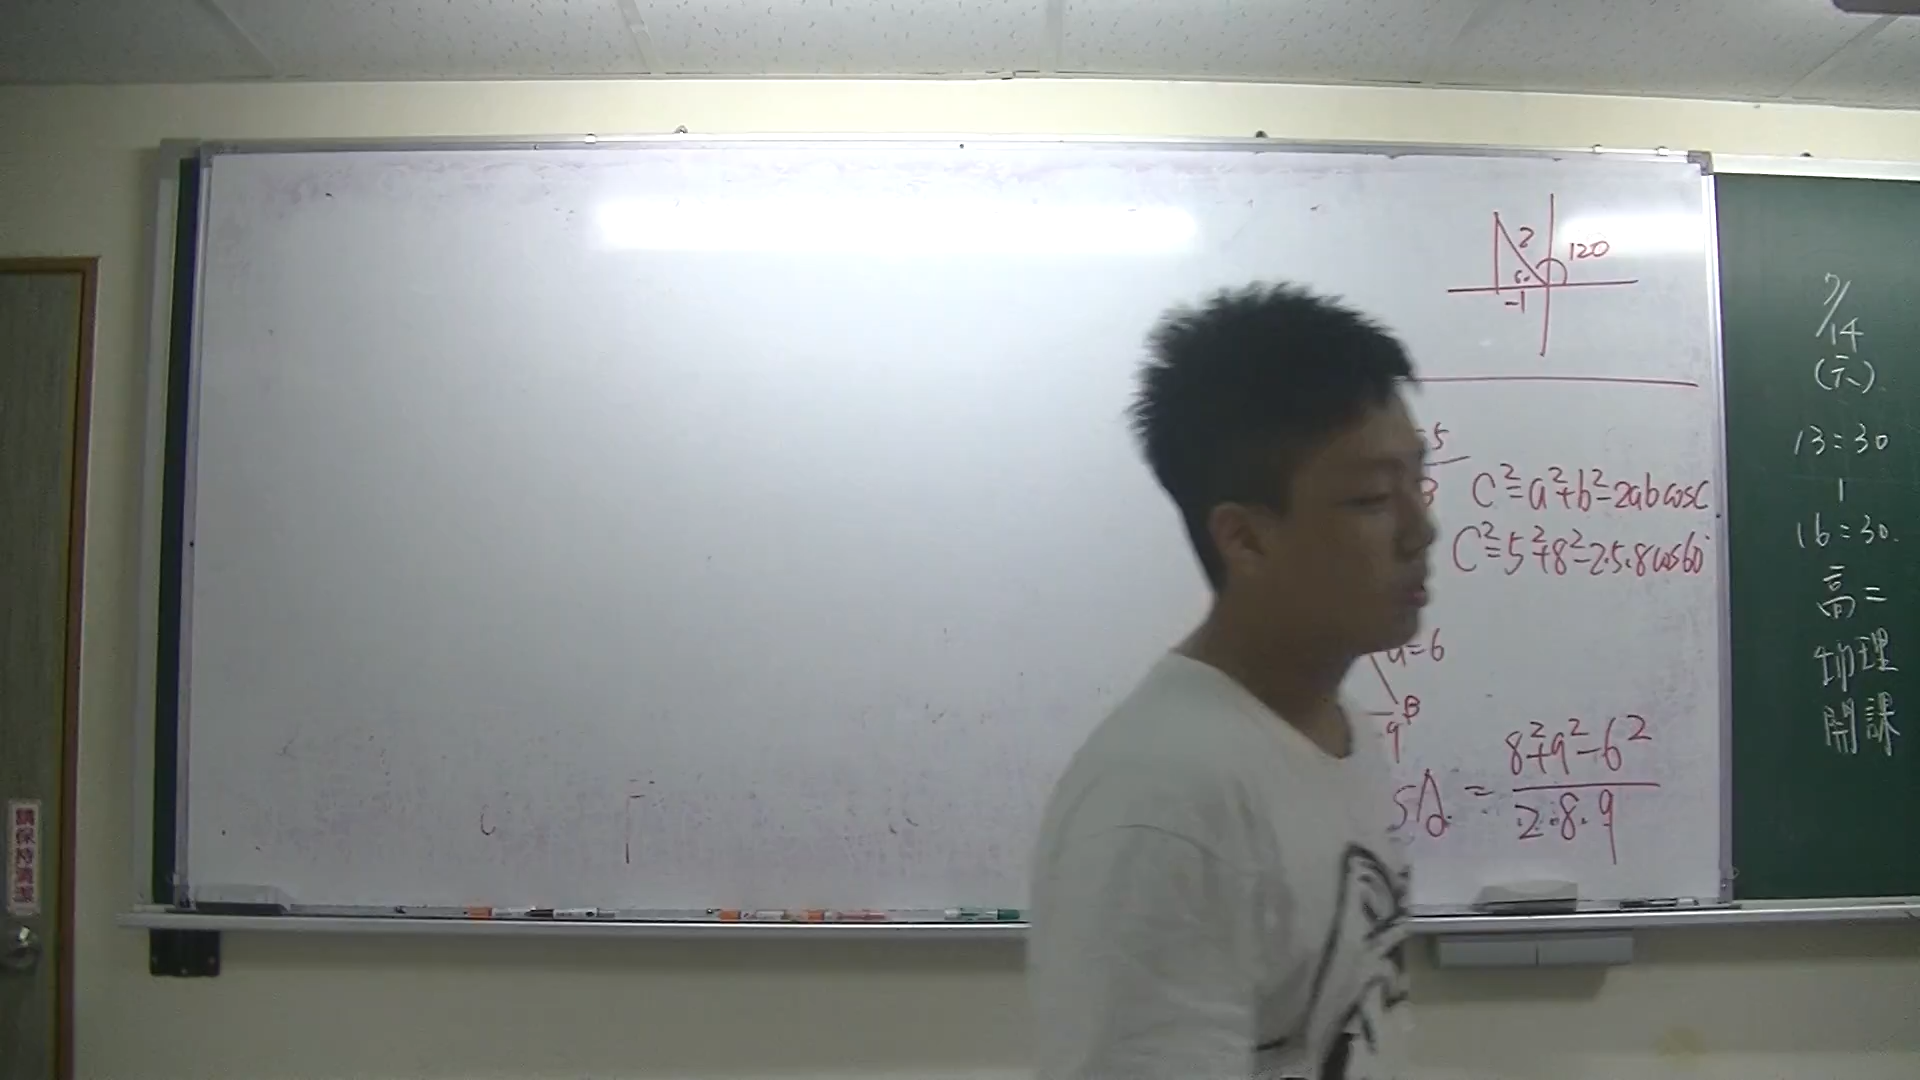 2
120
60
-1
=5
B
C²=a²+b²-2abcosC
C²=5²+8²-2.5.8cos60°
a=6
B
9
sA = 8²+9²-6²
2.8.9
7/14
(六)
13:30
|
16:30.
高二
物理
開課
請保持清潔